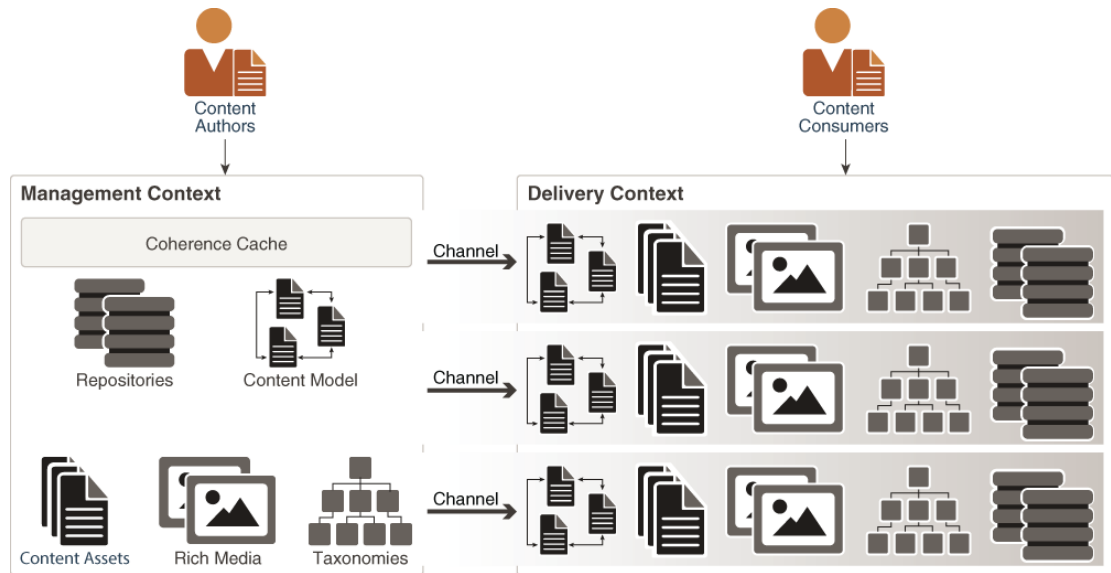 Content
Authors
Content
Consumers
Management Context
Delivery Context
Coherence Cache
Channel
Repositories
Content Model
Channel
Channel
Content Assets
Rich Media
Taxonomies